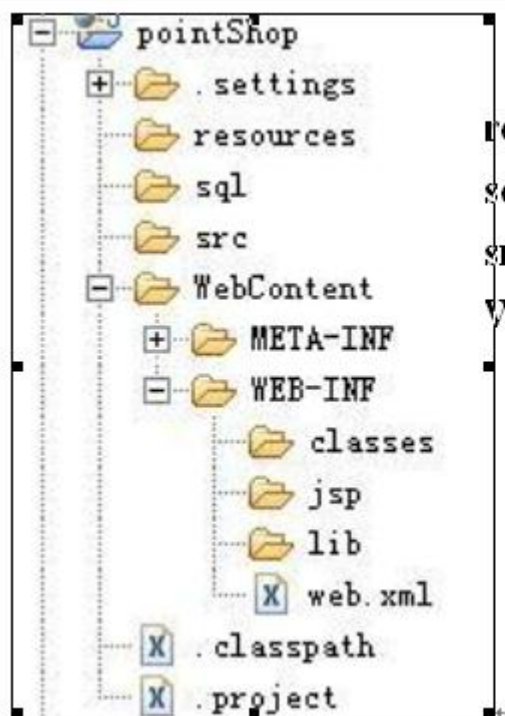 pointShop
.settings
resources
sql
src
WebContent
META-INF
WEB-INF
classes
jsp
lib
web.xml
.classpath
.project